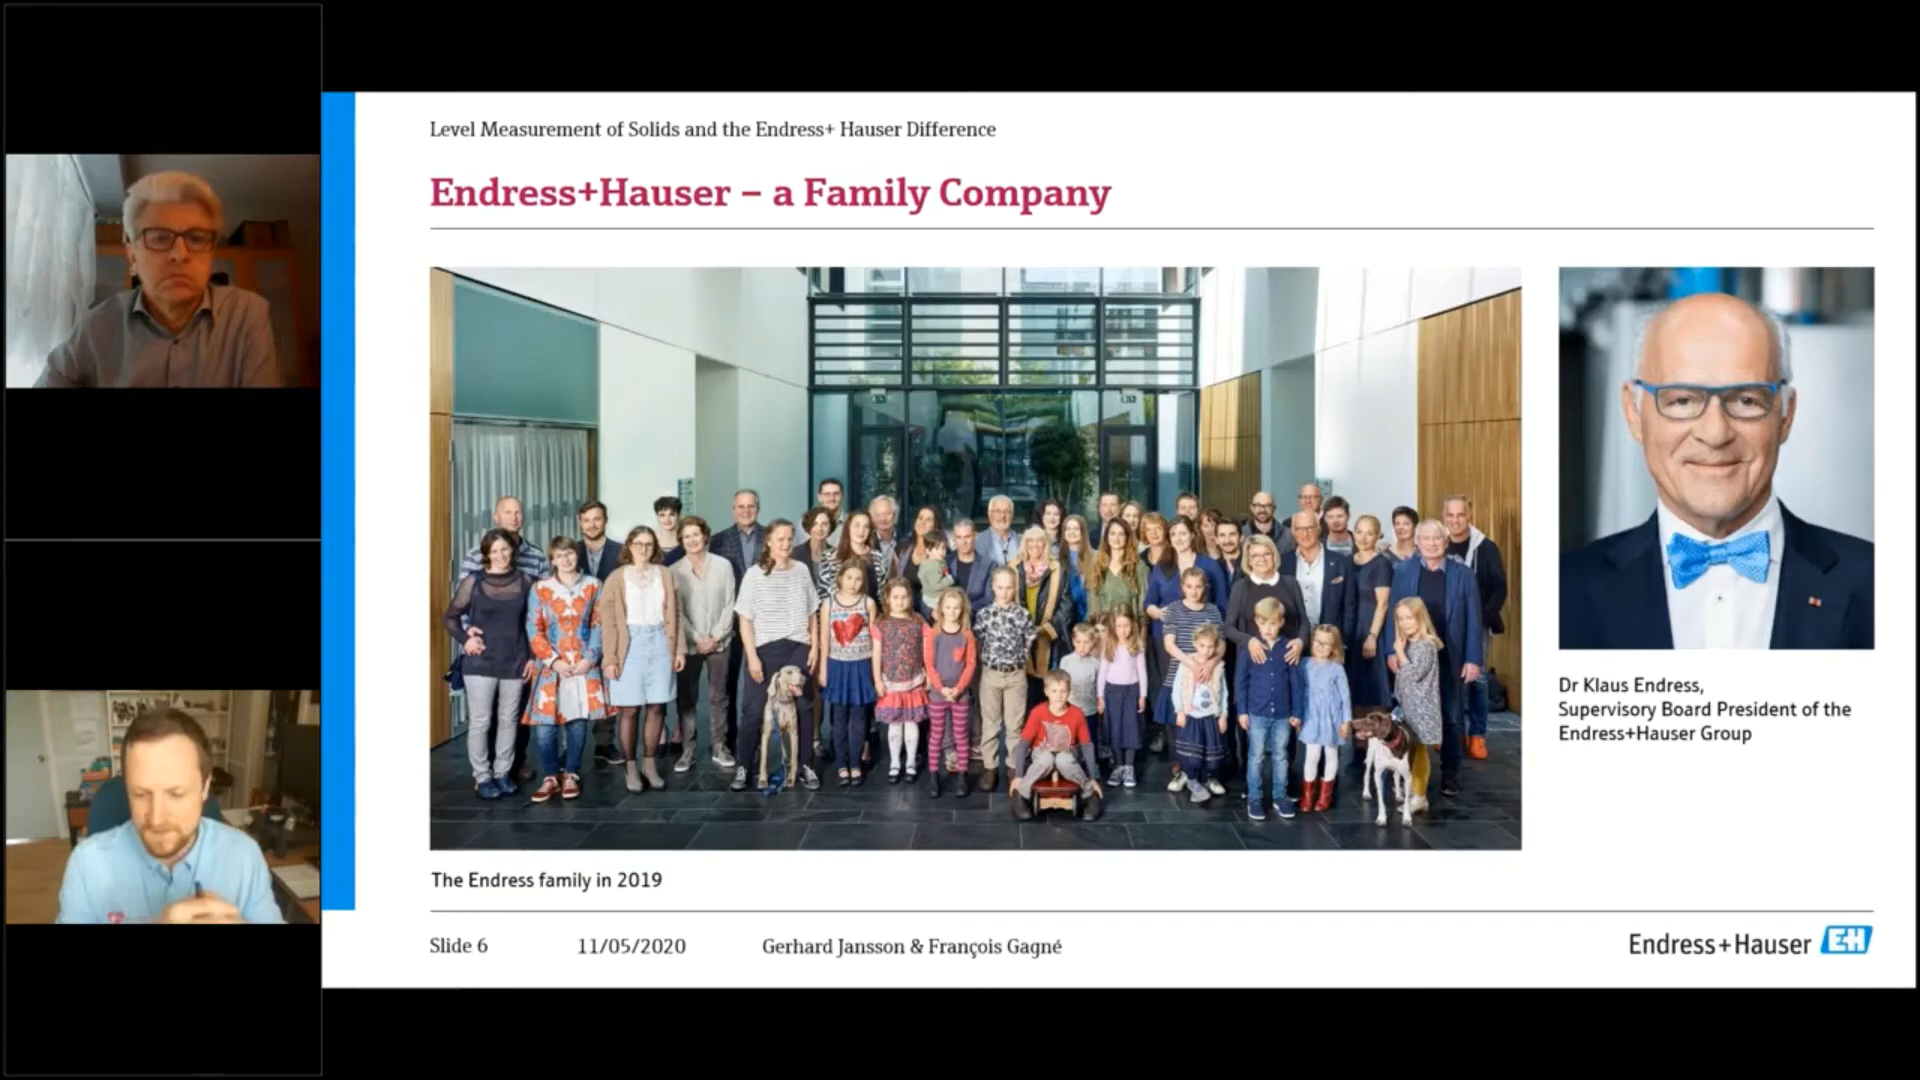 Level Measurement of Solids and the Endress+ Hauser Difference
Endress+Hauser – a Family Company
Dr Klaus Endress,
Supervisory Board President of the
Endress+Hauser Group
The Endress family in 2019
Slide 6 11/05/2020 Gerhard Jansson & François Gagné
Endress+Hauser EH